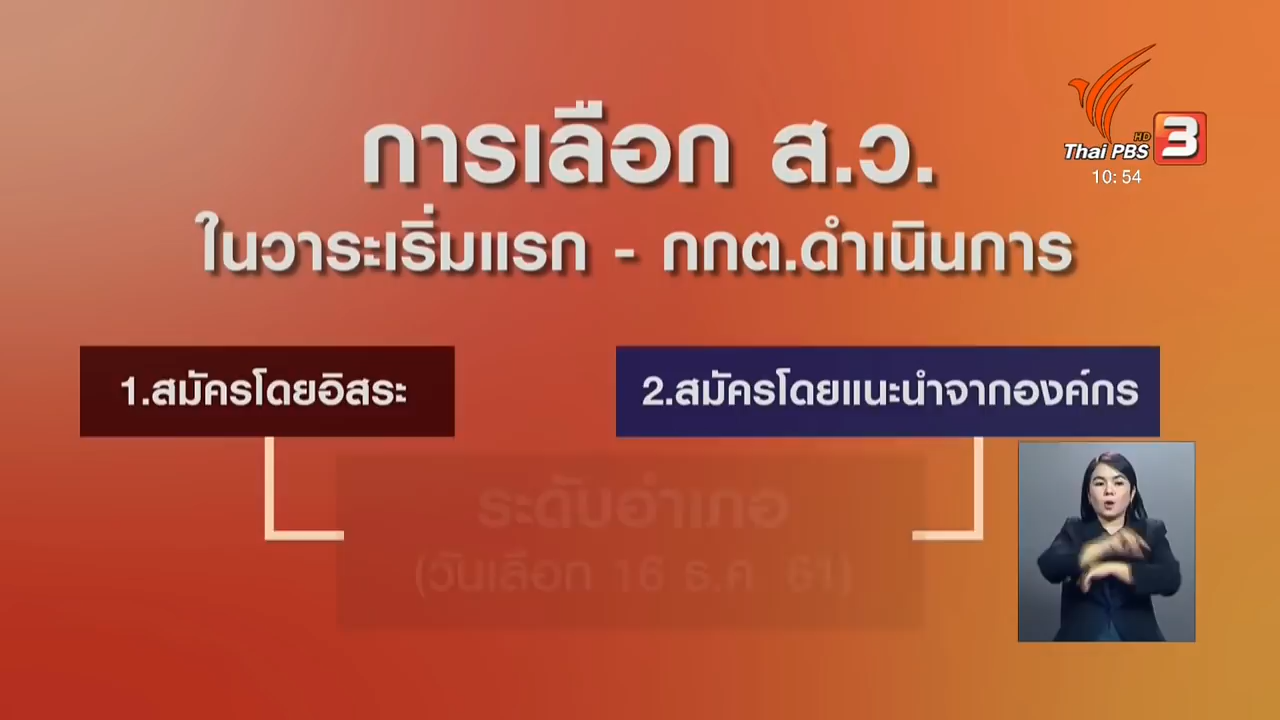 การเลือก ส.ว.
ในวาระเริ่มแรก - กกต.ดำเนินการ
HD
Thai PBS 3
10:54
1.สมัครโดยอิสระ
2.สมัครโดยแนะนำจากองค์กร
ระดับอำเภอ
(วันเลือก 16 ธ.ค. 61)